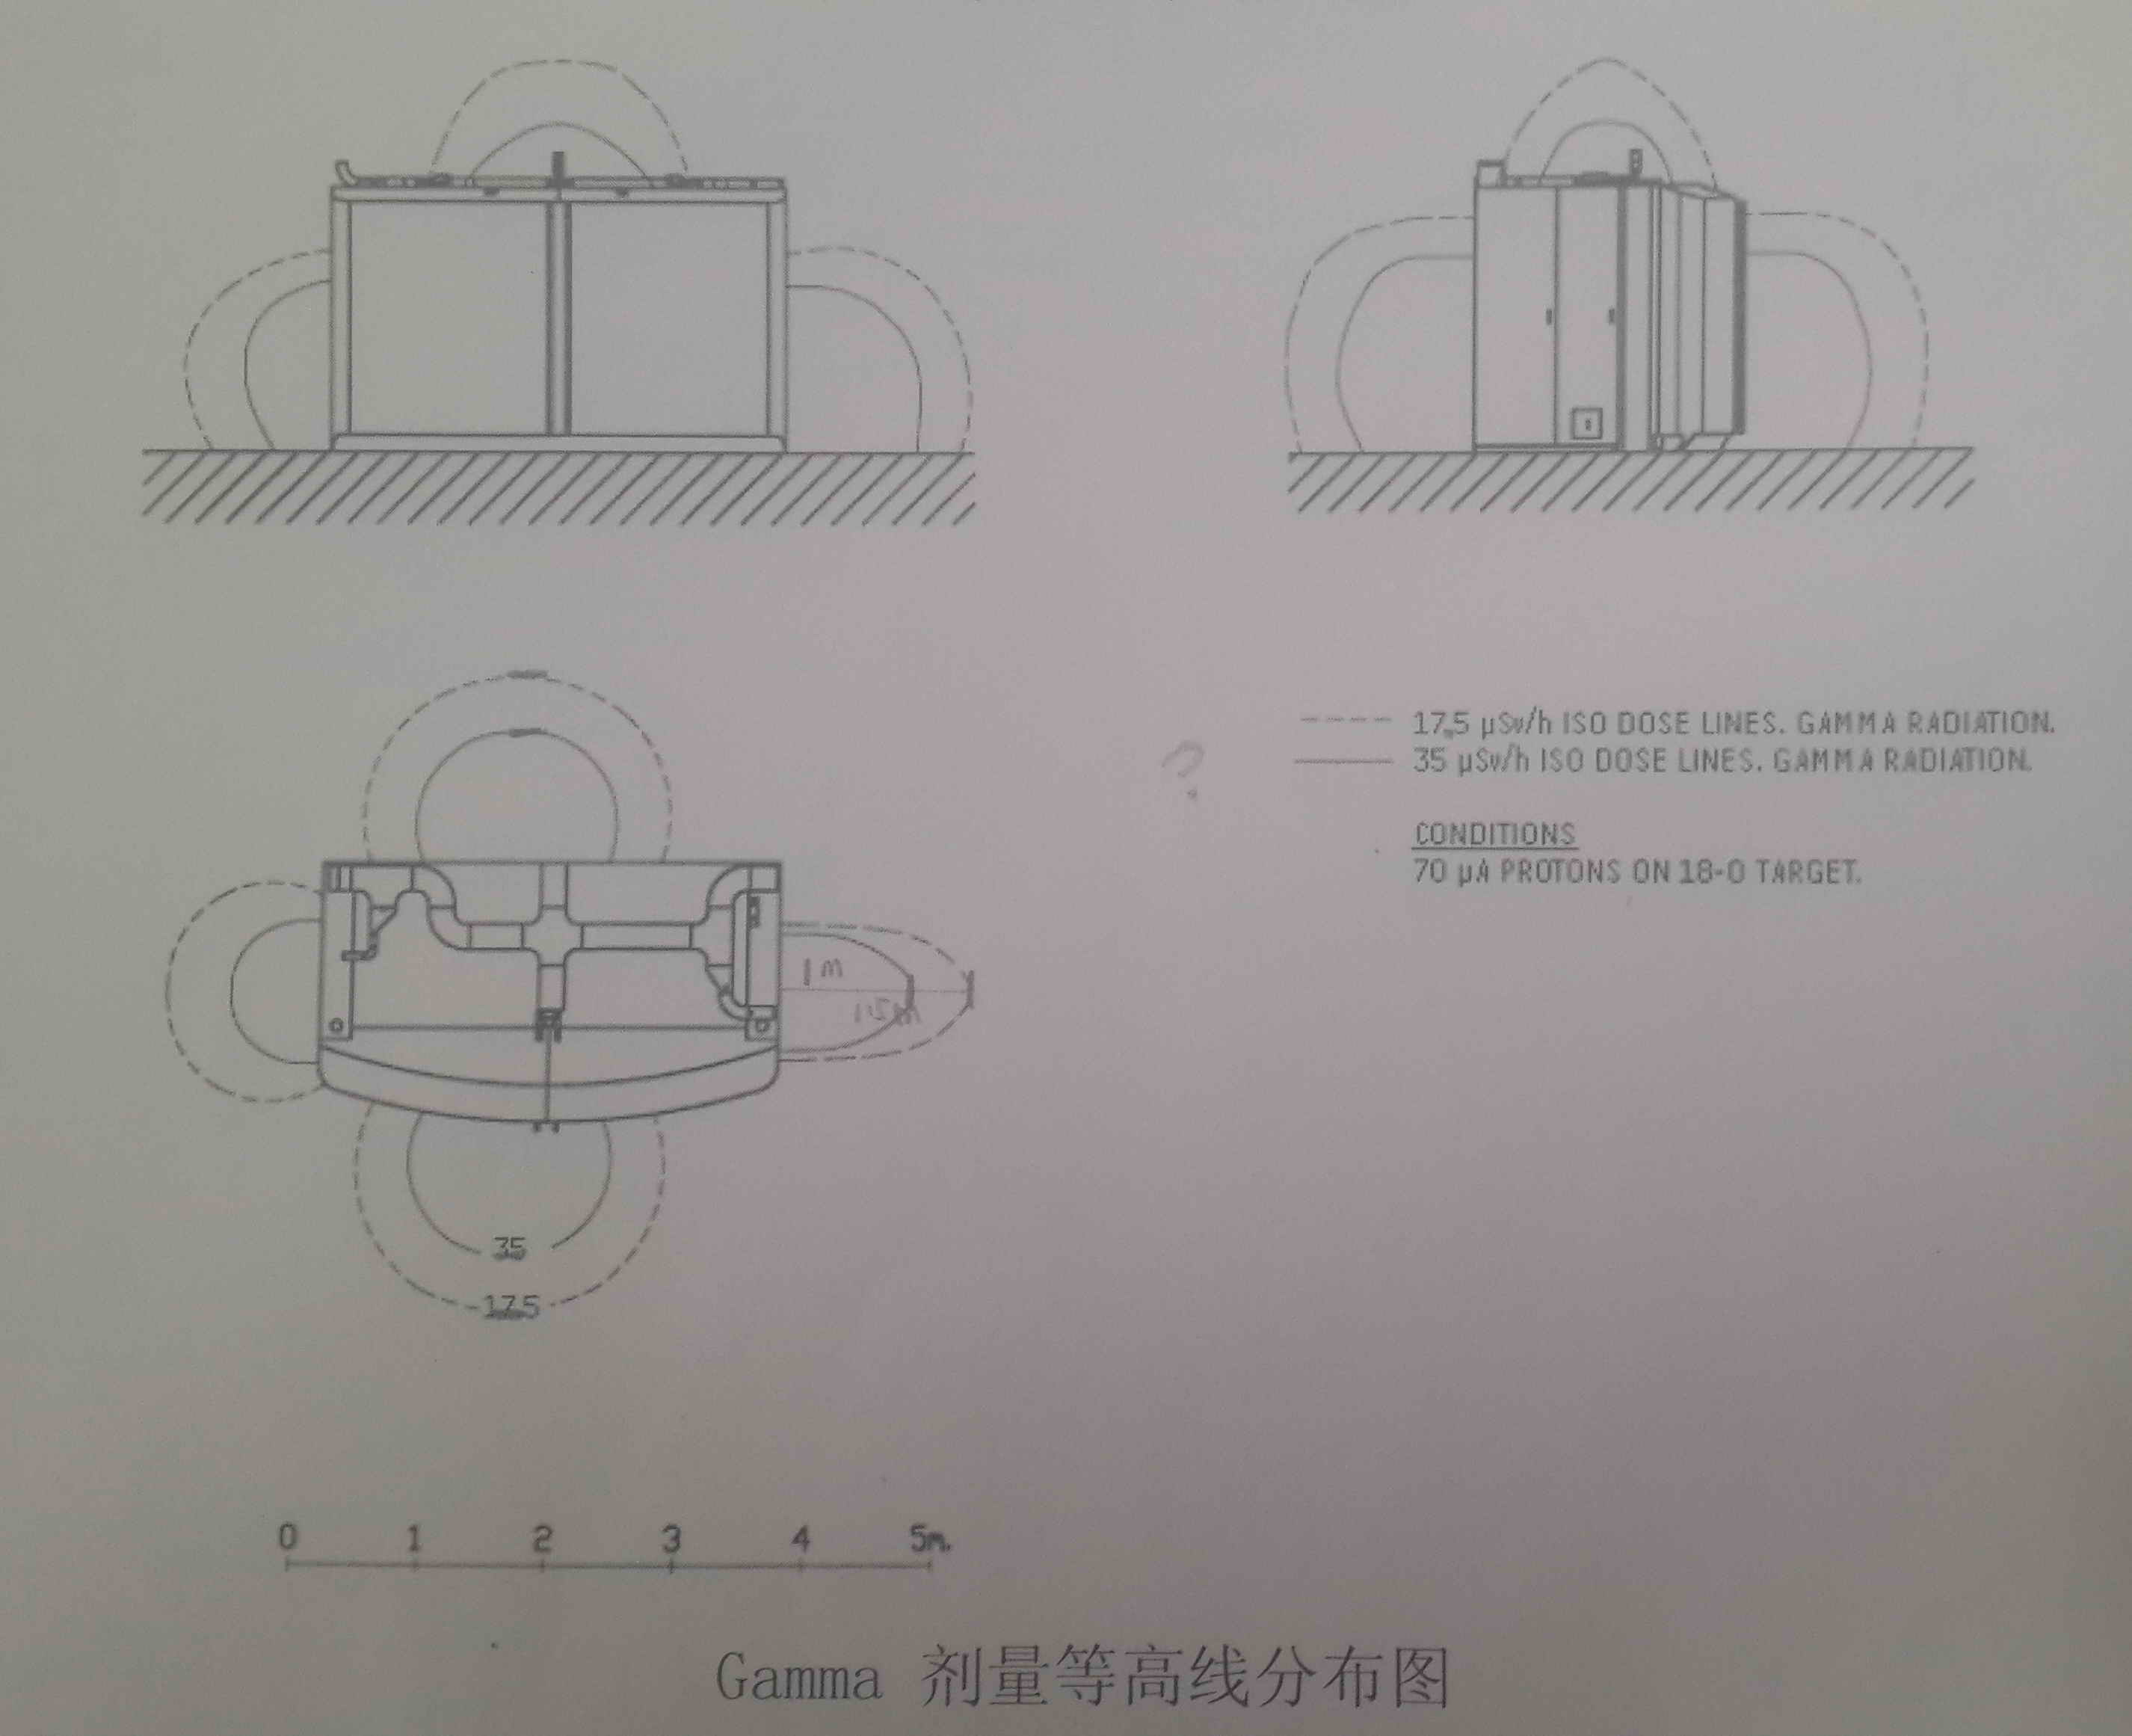 17.5 µSv/h ISO DOSE LINES. GAMMA RADIATION.
35 µSv/h ISO DOSE LINES. GAMMA RADIATION.
?
CONDITIONS
70 µA PROTONS ON 18-O TARGET.
1m
35
17.5
0 1 2 3 4 5m.
Gamma 剂量等高线分布图